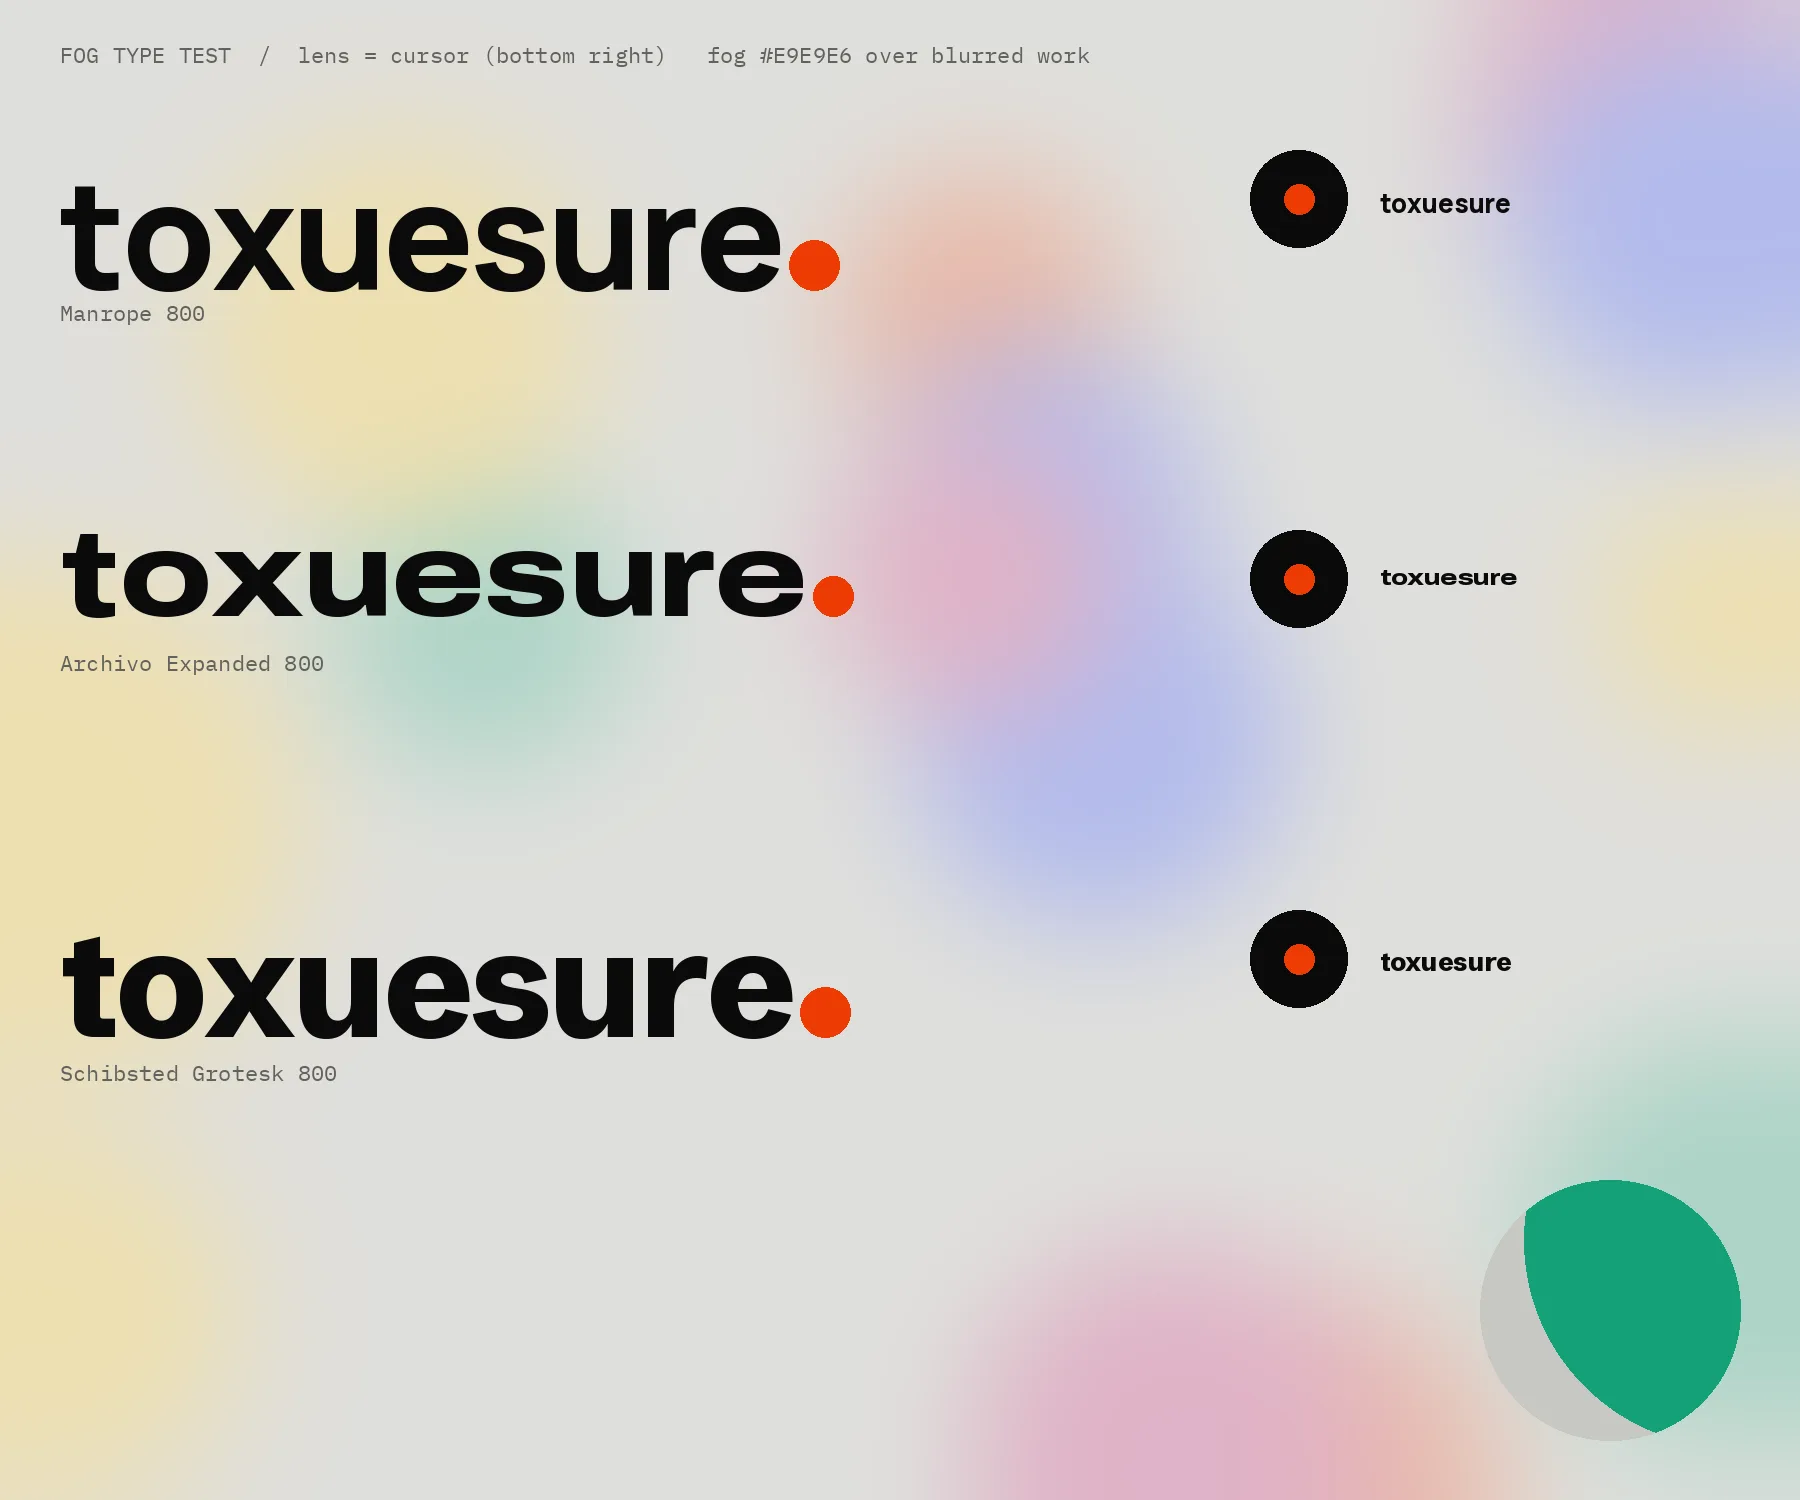 FOG TYPE TEST / lens = cursor (bottom right) fog #E9E9E6 over blurred work
toxuesure.
toxuesure
Manrope 800
toxuesure.
toxuesure
Archivo Expanded 800
toxuesure.
toxuesure
Schibsted Grotesk 800